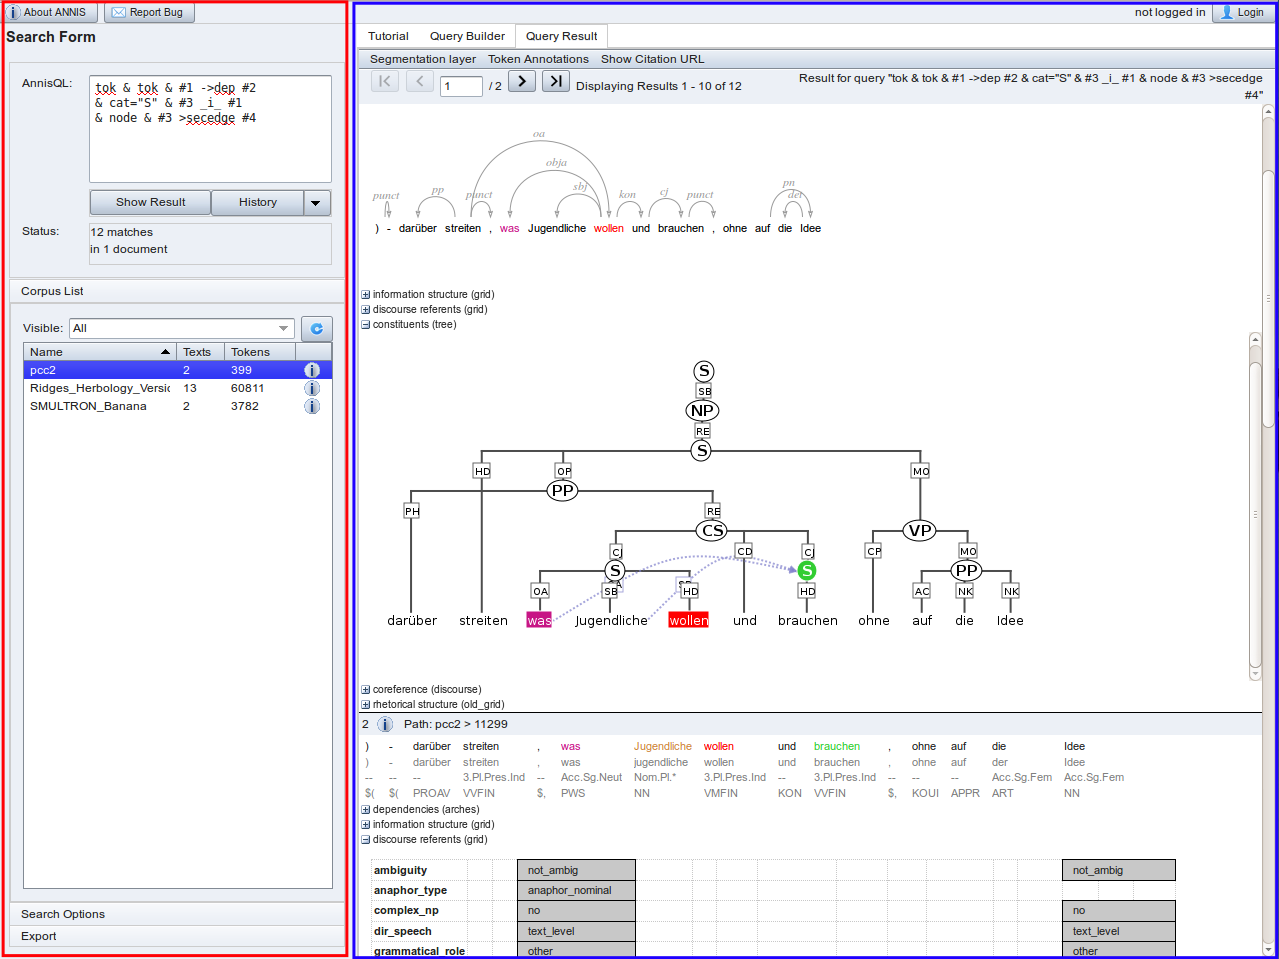 About ANNIS
Report Bug
Search Form
AnnisQL:
tok & tok & #1 ->dep #2
& cat="S" & #3 _i_ #1
& node & #3 >secedge #4
Show Result
History
Status:
12 matches
in 1 document
Corpus List
Visible:
All
Name Texts Tokens
pcc2 2 399
Ridges_Herbology_Versic 13 60811
SMULTRON_Banana 2 3782
Search Options
Export
not logged in
Login
Tutorial Query Builder Query Result
Segmentation layer Token Annotations Show Citation URL
1 / 2
Displaying Results 1 - 10 of 12
Result for query "tok & tok & #1 ->dep #2 & cat="S" & #3 _i_ #1 & node & #3 >secedge
#4"
oa
obja
pn
sbj
punct pp punct kon cj punct det
) - darüber streiten , was Jugendliche wollen und brauchen , ohne auf die Idee
information structure (grid)
discourse referents (grid)
constituents (tree)
S
SB
NP
RE
S
HD OP MO
PP
PH RE
CS VP
CJ CD CJ CP MO
S S PP
OA SB HD HD AC NK NK
darüber streiten was Jugendliche wollen und brauchen ohne auf die Idee
coreference (discourse)
rhetorical structure (old_grid)
2 Path: pcc2 > 11299
) - darüber streiten , was Jugendliche wollen und brauchen , ohne auf die Idee
) - darüber streiten , was jugendliche wollen und brauchen , ohne auf der Idee
-- -- -- 3.Pl.Pres.Ind -- Acc.Sg.Neut Nom.Pl.* 3.Pl.Pres.Ind -- 3.Pl.Pres.Ind -- -- -- Acc.Sg.Fem Acc.Sg.Fem
$( $( PROAV VVFIN $, PWS NN VMFIN KON VVFIN $, KOUI APPR ART NN
dependencies (arches)
information structure (grid)
discourse referents (grid)
ambiguity not_ambig not_ambig
anaphor_type anaphor_nominal
complex_np no no
dir_speech text_level text_level
grammatical_role other other